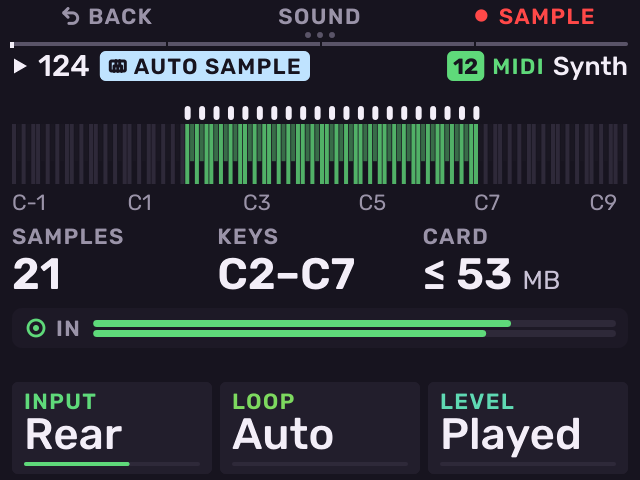 BACK SOUND SAMPLE
124 AUTO SAMPLE 12 MIDI Synth
C-1 C1 C3 C5 C7 C9
SAMPLES KEYS CARD
21 C2–C7 ≤ 53 MB
IN
INPUT LOOP LEVEL
Rear Auto Played